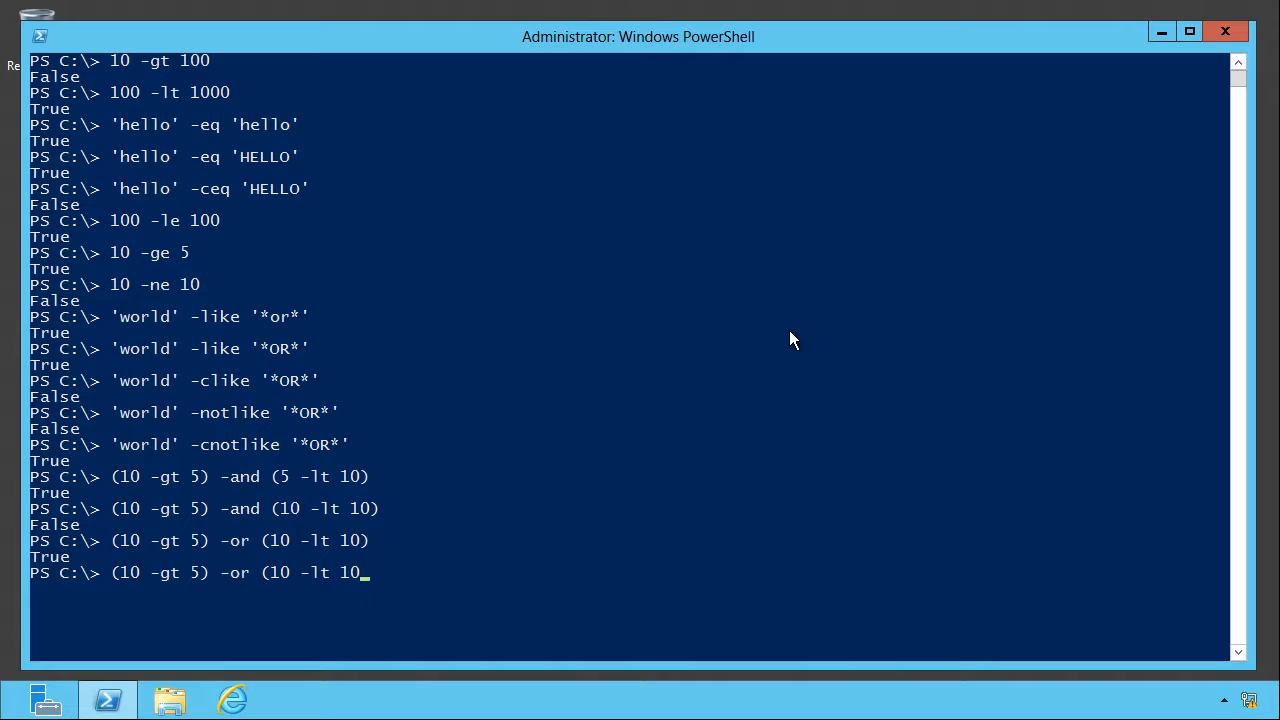 Administrator: Windows PowerShell
Re
PS C:\> 10 -gt 100
False
PS C:\> 100 -lt 1000
True
PS C:\> 'hello' -eq 'hello'
True
PS C:\> 'hello' -eq 'HELLO'
True
PS C:\> 'hello' -ceq 'HELLO'
False
PS C:\> 100 -le 100
True
PS C:\> 10 -ge 5
True
PS C:\> 10 -ne 10
False
PS C:\> 'world' -like '*or*'
True
PS C:\> 'world' -like '*OR*'
True
PS C:\> 'world' -clike '*OR*'
False
PS C:\> 'world' -notlike '*OR*'
False
PS C:\> 'world' -cnotlike '*OR*'
True
PS C:\> (10 -gt 5) -and (5 -lt 10)
True
PS C:\> (10 -gt 5) -and (10 -lt 10)
False
PS C:\> (10 -gt 5) -or (10 -lt 10)
True
PS C:\> (10 -gt 5) -or (10 -lt 10_